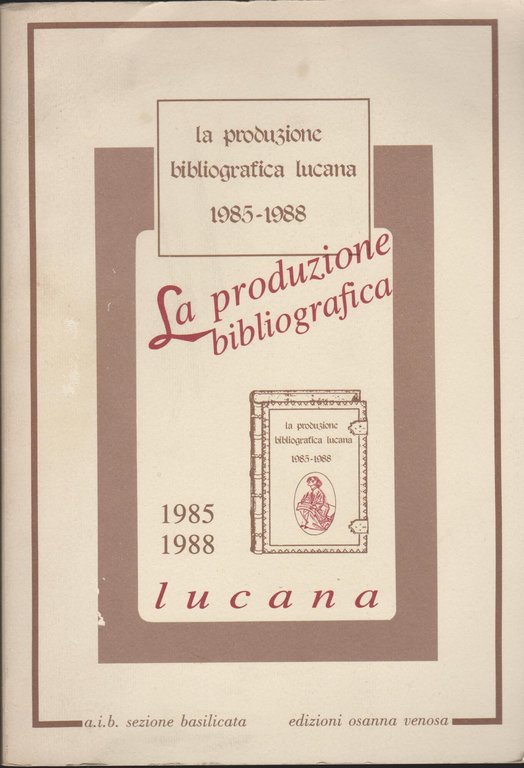 la produzione
bibliografica lucana
1985-1988
La produzione
bibliografica
la produzione
bibliografica lucana
1985-1988
1985
1988
lucana
a.i.b. sezione basilicata
edizioni osanna venosa